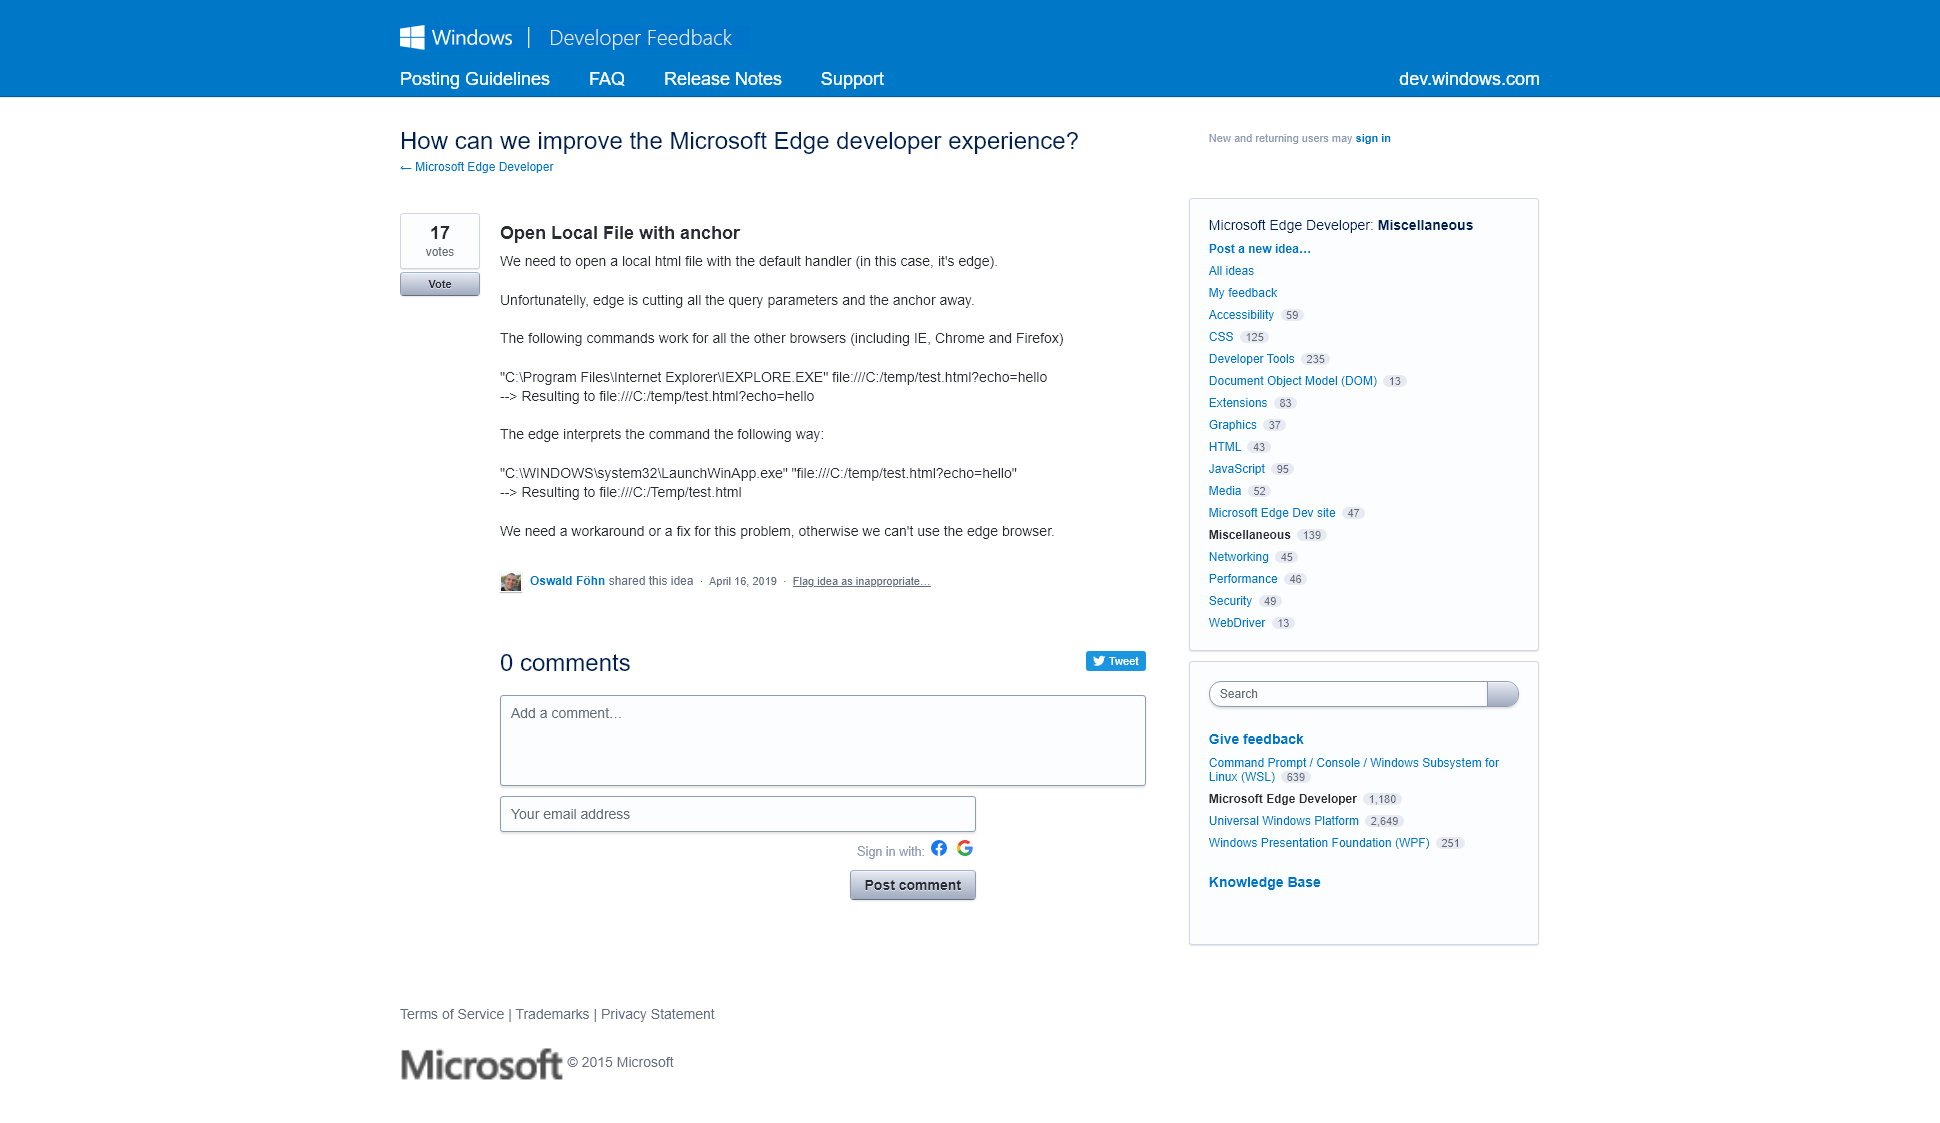 Windows | Developer Feedback
Posting Guidelines FAQ Release Notes Support dev.windows.com
How can we improve the Microsoft Edge developer experience?
← Microsoft Edge Developer
New and returning users may sign in
17
votes
Vote
Open Local File with anchor
We need to open a local html file with the default handler (in this case, it's edge).
Unfortunatelly, edge is cutting all the query parameters and the anchor away.
The following commands work for all the other browsers (including IE, Chrome and Firefox)
"C:\Program Files\Internet Explorer\IEXPLORE.EXE" file:///C:/temp/test.html?echo=hello
--> Resulting to file:///C:/temp/test.html?echo=hello
The edge interprets the command the following way:
"C:\WINDOWS\system32\LaunchWinApp.exe" "file:///C:/temp/test.html?echo=hello"
--> Resulting to file:///C:/Temp/test.html
We need a workaround or a fix for this problem, otherwise we can't use the edge browser.
Oswald Föhn shared this idea · April 16, 2019 · Flag idea as inappropriate…
0 comments
Tweet
Add a comment…
Your email address
Sign in with:
Post comment
Microsoft Edge Developer: Miscellaneous
Post a new idea…
All ideas
My feedback
Accessibility 59
CSS 125
Developer Tools 235
Document Object Model (DOM) 13
Extensions 83
Graphics 37
HTML 43
JavaScript 95
Media 52
Microsoft Edge Dev site 47
Miscellaneous 139
Networking 45
Performance 46
Security 49
WebDriver 13
Search
Give feedback
Command Prompt / Console / Windows Subsystem for
Linux (WSL) 639
Microsoft Edge Developer 1,180
Universal Windows Platform 2,649
Windows Presentation Foundation (WPF) 251
Knowledge Base
Terms of Service | Trademarks | Privacy Statement
Microsoft © 2015 Microsoft